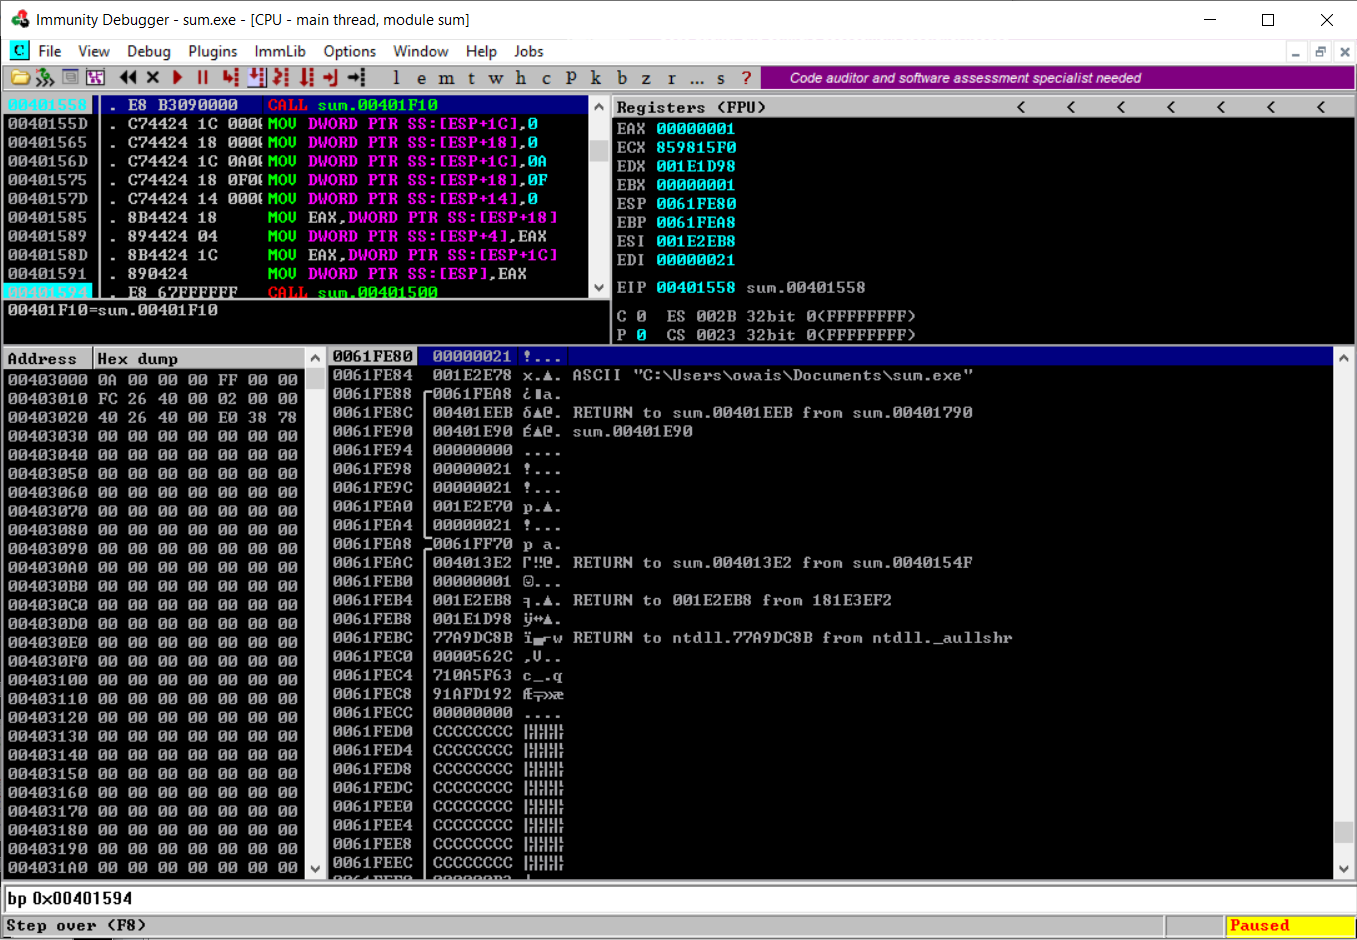 Immunity Debugger - sum.exe - [CPU - main thread, module sum]
C File View Debug Plugins ImmLib Options Window Help Jobs
l e m t w h c P k b z r ... s ? Code auditor and software assessment specialist needed
00401558 . E8 B3090000 CALL sum.00401F10
0040155D . C74424 1C 0000 MOV DWORD PTR SS:[ESP+1C],0
00401565 . C74424 18 0000 MOV DWORD PTR SS:[ESP+18],0
0040156D . C74424 1C 0A00 MOV DWORD PTR SS:[ESP+1C],0A
00401575 . C74424 18 0F00 MOV DWORD PTR SS:[ESP+18],0F
0040157D . C74424 14 0000 MOV DWORD PTR SS:[ESP+14],0
00401585 . 8B4424 18 MOV EAX,DWORD PTR SS:[ESP+18]
00401589 . 894424 04 MOV DWORD PTR SS:[ESP+4],EAX
0040158D . 8B4424 1C MOV EAX,DWORD PTR SS:[ESP+1C]
00401591 . 890424 MOV DWORD PTR SS:[ESP],EAX
00401594 . E8 67FFFFFF CALL sum.00401500
00401F10=sum.00401F10
Registers (FPU) < < < < < < <
EAX 00000001
ECX 859815F0
EDX 001E1D98
EBX 00000001
ESP 0061FE80
EBP 0061FEA8
ESI 001E2EB8
EDI 00000021
EIP 00401558 sum.00401558
C 0 ES 002B 32bit 0(FFFFFFFF)
P 0 CS 0023 32bit 0(FFFFFFFF)
Address Hex dump
00403000 0A 00 00 00 FF 00 00
00403010 FC 26 40 00 02 00 00
00403020 40 26 40 00 E0 38 78
00403030 00 00 00 00 00 00 00
00403040 00 00 00 00 00 00 00
00403050 00 00 00 00 00 00 00
00403060 00 00 00 00 00 00 00
00403070 00 00 00 00 00 00 00
00403080 00 00 00 00 00 00 00
00403090 00 00 00 00 00 00 00
004030A0 00 00 00 00 00 00 00
004030B0 00 00 00 00 00 00 00
004030C0 00 00 00 00 00 00 00
004030D0 00 00 00 00 00 00 00
004030E0 00 00 00 00 00 00 00
004030F0 00 00 00 00 00 00 00
00403100 00 00 00 00 00 00 00
00403110 00 00 00 00 00 00 00
00403120 00 00 00 00 00 00 00
00403130 00 00 00 00 00 00 00
00403140 00 00 00 00 00 00 00
00403150 00 00 00 00 00 00 00
00403160 00 00 00 00 00 00 00
00403170 00 00 00 00 00 00 00
00403180 00 00 00 00 00 00 00
00403190 00 00 00 00 00 00 00
004031A0 00 00 00 00 00 00 00
0061FE80 00000021 !...
0061FE84 001E2E78 x.▲. ASCII "C:\Users\owais\Documents\sum.exe"
0061FE88 0061FEA8 ¿∎a.
0061FE8C 00401EEB δ▲@. RETURN to sum.00401EEB from sum.00401790
0061FE90 00401E90 É▲@. sum.00401E90
0061FE94 00000000 ....
0061FE98 00000021 !...
0061FE9C 00000021 !...
0061FEA0 001E2E70 p.▲.
0061FEA4 00000021 !...
0061FEA8 0061FF70 p a.
0061FEAC 004013E2 Γ‼@. RETURN to sum.004013E2 from sum.0040154F
0061FEB0 00000001 ☺...
0061FEB4 001E2EB8 ╕.▲. RETURN to 001E2EB8 from 181E3EF2
0061FEB8 001E1D98 ÿ↔▲.
0061FEBC 77A9DC8B ï▄⌐w RETURN to ntdll.77A9DC8B from ntdll._aullshr
0061FEC0 0000562C ,V..
0061FEC4 710A5F63 c_.q
0061FEC8 91AFD192 Æ╤»æ
0061FECC 00000000 ....
0061FED0 CCCCCCCC ╠╠╠╠
0061FED4 CCCCCCCC ╠╠╠╠
0061FED8 CCCCCCCC ╠╠╠╠
0061FEDC CCCCCCCC ╠╠╠╠
0061FEE0 CCCCCCCC ╠╠╠╠
0061FEE4 CCCCCCCC ╠╠╠╠
0061FEE8 CCCCCCCC ╠╠╠╠
0061FEEC CCCCCCCC ╠╠╠╠
bp 0x00401594
Step over (F8) Paused